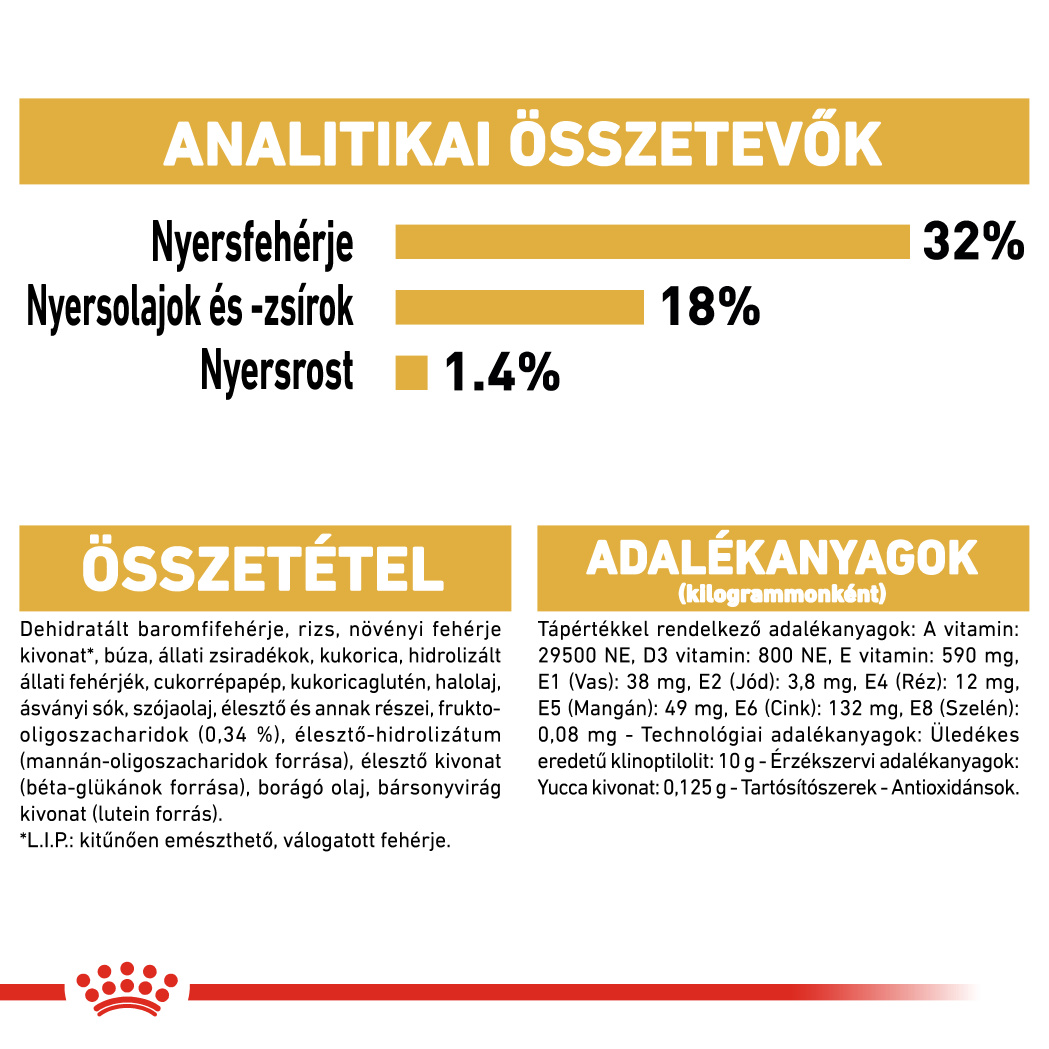 ANALITIKAI ÖSSZETEVŐK
Nyersfehérje 32%
Nyersolajok és -zsírok 18%
Nyersrost 1.4%
ÖSSZETÉTEL
Dehidratált baromfifehérje, rizs, növényi fehérje
kivonat*, búza, állati zsiradékok, kukorica, hidrolizált
állati fehérjék, cukorrépapép, kukoricaglutén, halolaj,
ásványi sók, szójaolaj, élesztő és annak részei, frukto-
oligoszacharidok (0,34 %), élesztő-hidrolizátum
(mannán-oligoszacharidok forrása), élesztő kivonat
(béta-glükánok forrása), borágó olaj, bársonyvirág
kivonat (lutein forrás).
*L.I.P.: kitűnően emészthető, válogatott fehérje.
ADALÉKANYAGOK
(kilogrammonként)
Tápértékkel rendelkező adalékanyagok: A vitamin:
29500 NE, D3 vitamin: 800 NE, E vitamin: 590 mg,
E1 (Vas): 38 mg, E2 (Jód): 3,8 mg, E4 (Réz): 12 mg,
E5 (Mangán): 49 mg, E6 (Cink): 132 mg, E8 (Szelén):
0,08 mg - Technológiai adalékanyagok: Üledékes
eredetű klinoptilolit: 10 g - Érzékszervi adalékanyagok:
Yucca kivonat: 0,125 g - Tartósítószerek - Antioxidánsok.